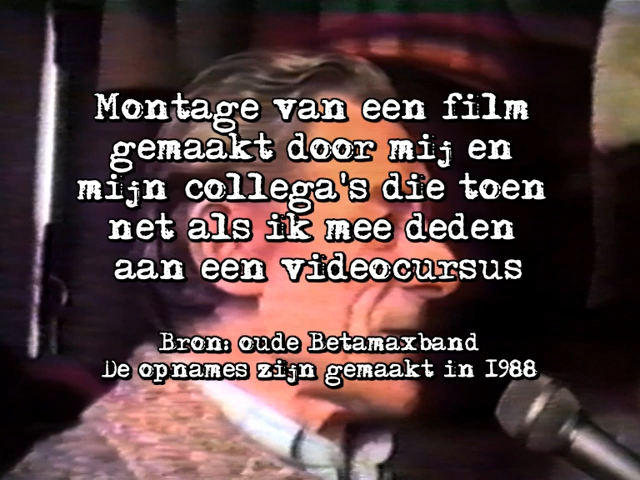 Montage van een film
gemaakt door mij en
mijn collega's die toen
net als ik mee deden
aan een videocursus
Bron: oude Betamaxband
De opnames zijn gemaakt in 1988